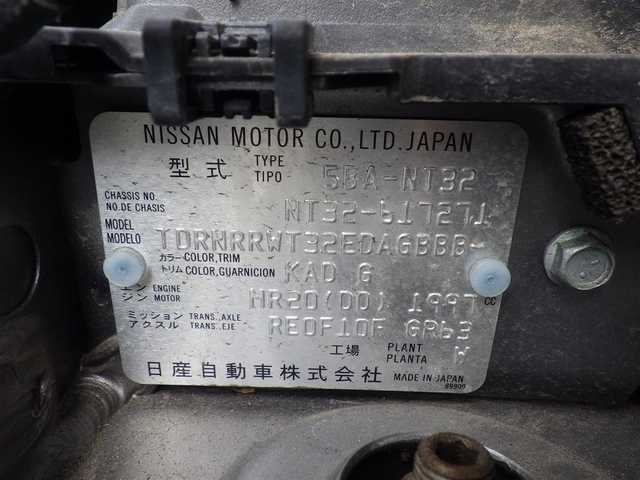 NISSAN MOTOR CO.,LTD.JAPAN
型式 TYPE TIPO 5BA-NT32
CHASSIS NO. NO.DE CHASIS NT32-617271
MODEL MODELO TDRNRRWT32EDAGBBB-
カラー COLOR,TRIM トリム COLOR,GUARNICION KAD G
エンジン ENGINE MOTOR MR20(DD) 1997 CC
ミッション TRANS.,AXLE アクスル TRANS.,EJE RE0F10F GR63
工場 PLANT PLANTA W
日産自動車株式会社 MADE IN JAPAN